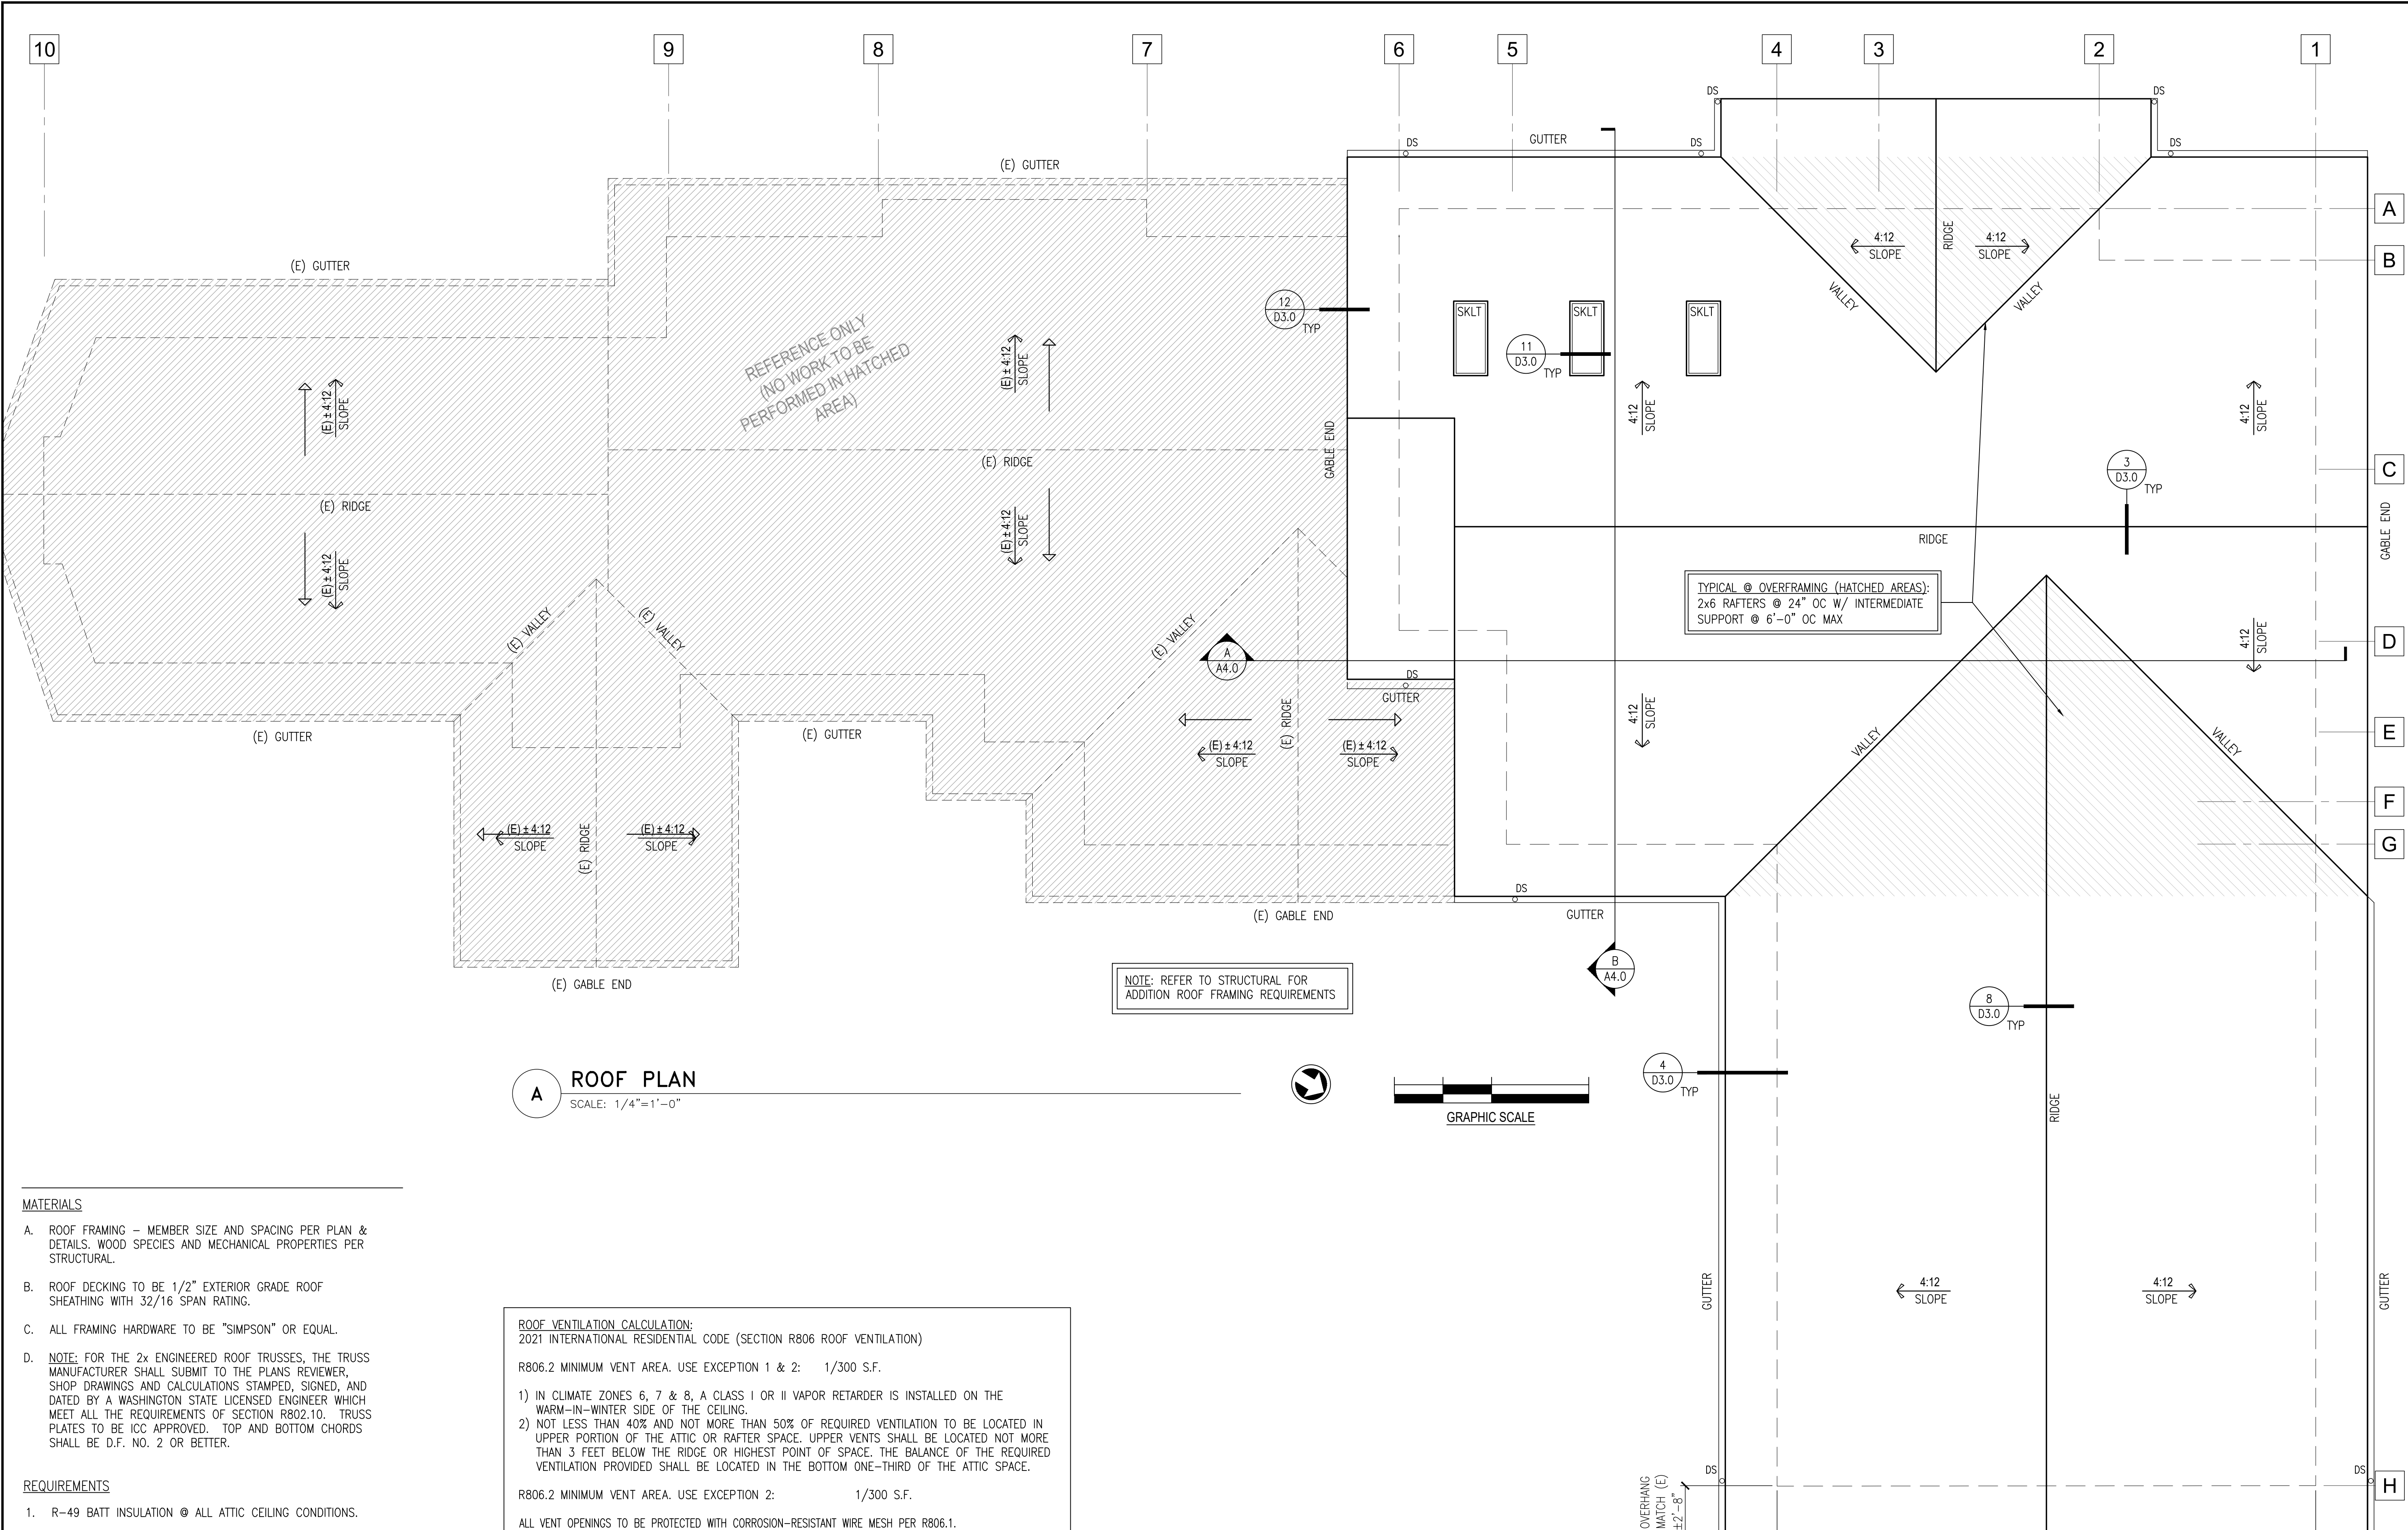 10
9
8
7
6
5
4
3
2
1
DS
DS
DS
GUTTER
DS
DS
(E) GUTTER
A
RIDGE
4:12
SLOPE
4:12
SLOPE
B
(E) GUTTER
VALLEY
VALLEY
12
D3.0
TYP
SKLT
SKLT
SKLT
11
D3.0
TYP
REFERENCE ONLY
(NO WORK TO BE
PERFORMED IN HATCHED
AREA)
(E) ± 4:12
SLOPE
(E) ± 4:12
SLOPE
4:12
SLOPE
4:12
SLOPE
GABLE END
(E) RIDGE
3
D3.0
TYP
C
(E) RIDGE
(E) ± 4:12
SLOPE
RIDGE
GABLE END
(E) ± 4:12
SLOPE
TYPICAL @ OVERFRAMING (HATCHED AREAS):
2x6 RAFTERS @ 24" OC W/ INTERMEDIATE
SUPPORT @ 6'-0" OC MAX
(E) VALLEY
(E) VALLEY
(E) VALLEY
A
A4.0
4:12
SLOPE
D
DS
GUTTER
(E) RIDGE
(E) ± 4:12
SLOPE
(E) ± 4:12
SLOPE
4:12
SLOPE
(E) GUTTER
(E) GUTTER
VALLEY
VALLEY
E
F
(E) ± 4:12
SLOPE
(E) RIDGE
(E) ± 4:12
SLOPE
G
DS
GUTTER
(E) GABLE END
(E) GABLE END
B
A4.0
NOTE: REFER TO STRUCTURAL FOR
ADDITION ROOF FRAMING REQUIREMENTS
8
D3.0
TYP
A
ROOF PLAN
SCALE: 1/4"=1'-0"
GRAPHIC SCALE
4
D3.0
TYP
RIDGE
GUTTER
4:12
SLOPE
4:12
SLOPE
GUTTER
DS
DS
H
OVERHANG
MATCH (E)
±2'-8"
MATERIALS
A. ROOF FRAMING – MEMBER SIZE AND SPACING PER PLAN &
DETAILS. WOOD SPECIES AND MECHANICAL PROPERTIES PER
STRUCTURAL.
B. ROOF DECKING TO BE 1/2" EXTERIOR GRADE ROOF
SHEATHING WITH 32/16 SPAN RATING.
C. ALL FRAMING HARDWARE TO BE "SIMPSON" OR EQUAL.
D. NOTE: FOR THE 2x ENGINEERED ROOF TRUSSES, THE TRUSS
MANUFACTURER SHALL SUBMIT TO THE PLANS REVIEWER,
SHOP DRAWINGS AND CALCULATIONS STAMPED, SIGNED, AND
DATED BY A WASHINGTON STATE LICENSED ENGINEER WHICH
MEET ALL THE REQUIREMENTS OF SECTION R802.10. TRUSS
PLATES TO BE ICC APPROVED. TOP AND BOTTOM CHORDS
SHALL BE D.F. NO. 2 OR BETTER.
REQUIREMENTS
1. R-49 BATT INSULATION @ ALL ATTIC CEILING CONDITIONS.
ROOF VENTILATION CALCULATION:
2021 INTERNATIONAL RESIDENTIAL CODE (SECTION R806 ROOF VENTILATION)
R806.2 MINIMUM VENT AREA. USE EXCEPTION 1 & 2: 1/300 S.F.
1) IN CLIMATE ZONES 6, 7 & 8, A CLASS I OR II VAPOR RETARDER IS INSTALLED ON THE
WARM-IN-WINTER SIDE OF THE CEILING.
2) NOT LESS THAN 40% AND NOT MORE THAN 50% OF REQUIRED VENTILATION TO BE LOCATED IN
UPPER PORTION OF THE ATTIC OR RAFTER SPACE. UPPER VENTS SHALL BE LOCATED NOT MORE
THAN 3 FEET BELOW THE RIDGE OR HIGHEST POINT OF SPACE. THE BALANCE OF THE REQUIRED
VENTILATION PROVIDED SHALL BE LOCATED IN THE BOTTOM ONE-THIRD OF THE ATTIC SPACE.
R806.2 MINIMUM VENT AREA. USE EXCEPTION 2: 1/300 S.F.
ALL VENT OPENINGS TO BE PROTECTED WITH CORROSION-RESISTANT WIRE MESH PER R806.1.